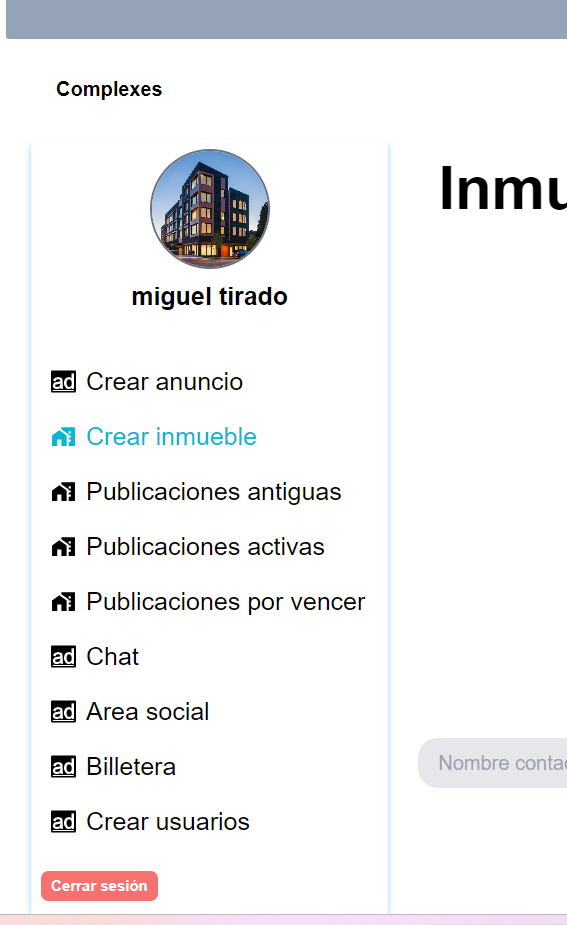 Complexes
Inmu
miguel tirado
ad Crear anuncio
Crear inmueble
Publicaciones antiguas
Publicaciones activas
Publicaciones por vencer
ad Chat
ad Area social
Nombre contac
ad Billetera
ad Crear usuarios
Cerrar sesión